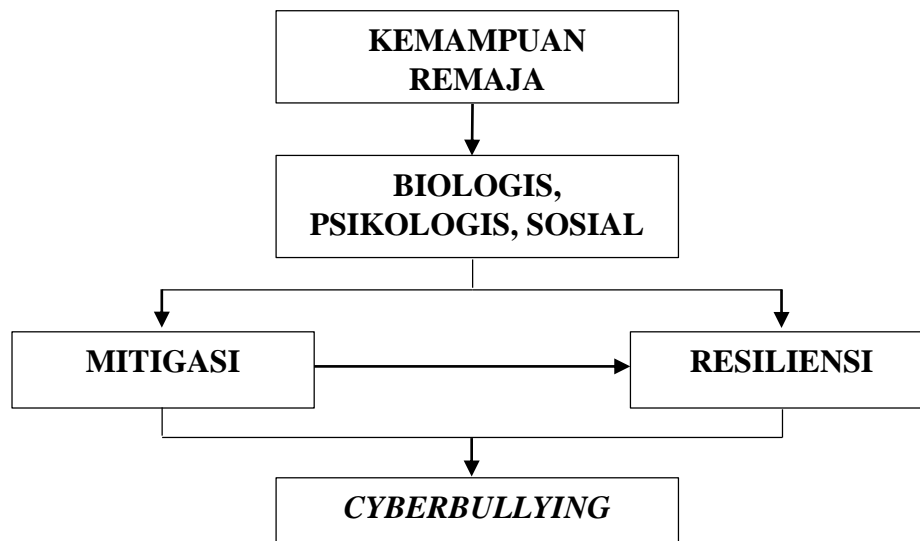 KEMAMPUAN
REMAJA
BIOLOGIS,
PSIKOLOGIS, SOSIAL
MITIGASI
RESILIENSI
CYBERBULLYING